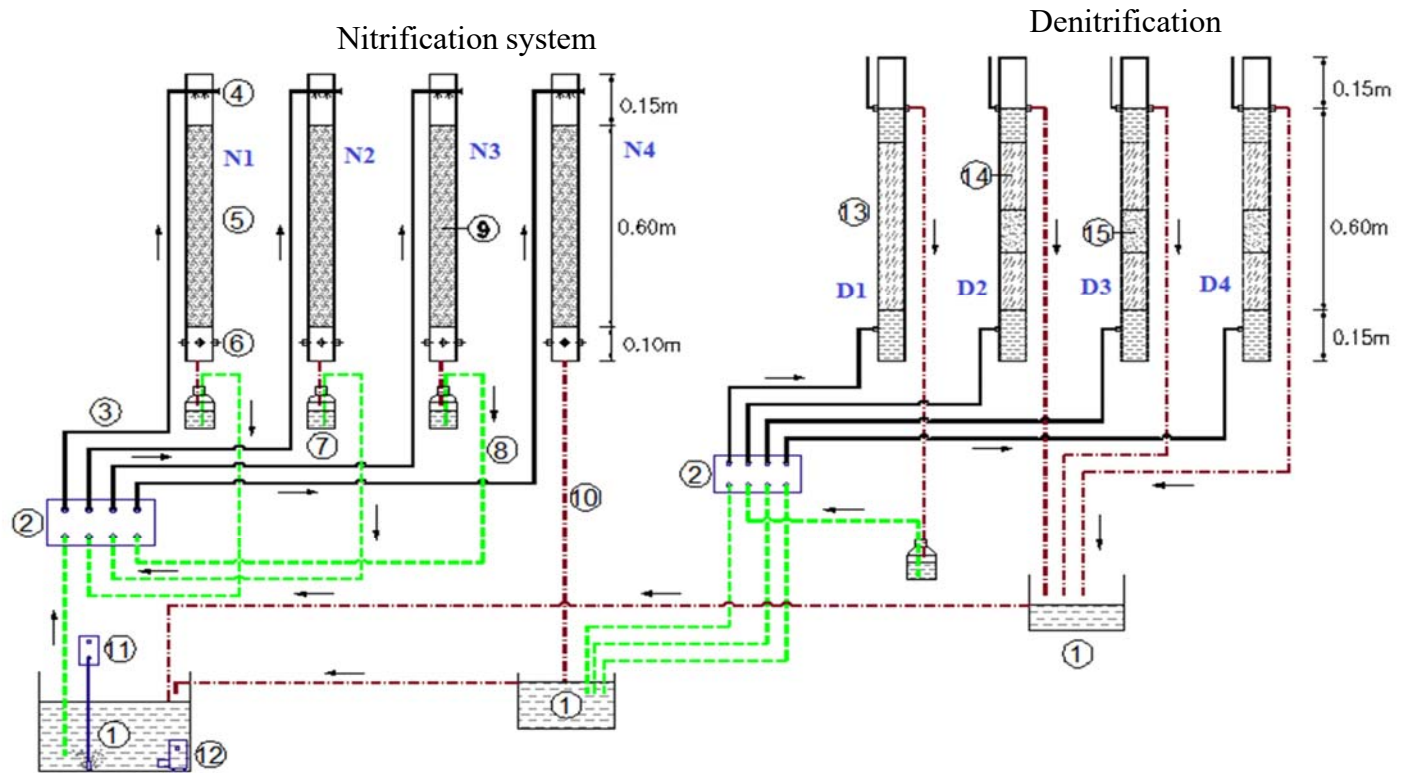 Nitrification system
Denitrification
④
N1
N2
N3
N4
0.15m
⑤
⑨
0.60m
⑥
0.10m
③
⑦
⑧
②
⑩
⑪
①
⑫
①
0.15m
⑭
⑬
⑮
0.60m
D1
D2
D3
D4
0.15m
②
①